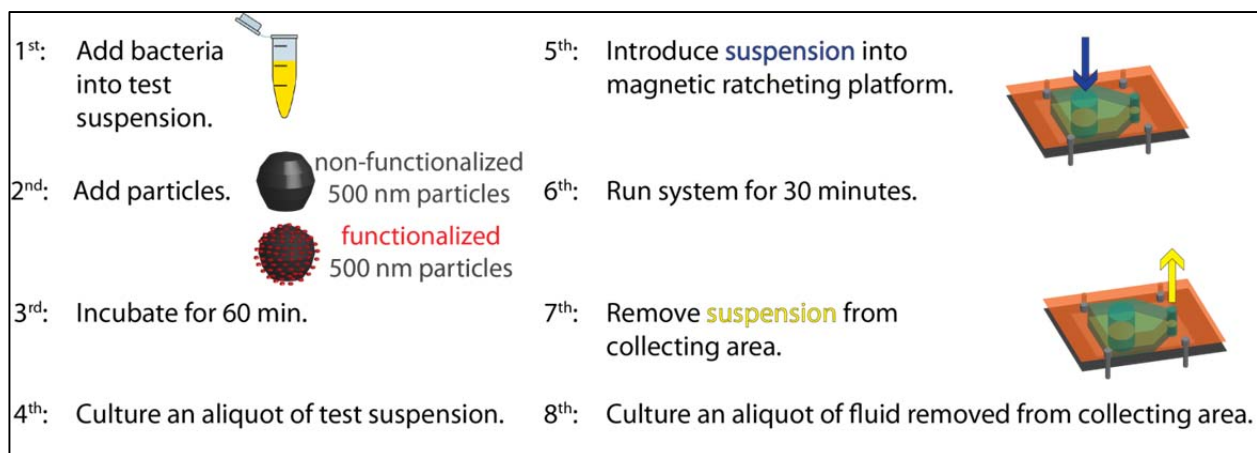 1st: Add bacteria
into test
suspension.
non-functionalized
500 nm particles
2nd: Add particles.
functionalized
500 nm particles
3rd: Incubate for 60 min.
4th: Culture an aliquot of test suspension.
5th: Introduce suspension into
magnetic ratcheting platform.
6th: Run system for 30 minutes.
7th: Remove suspension from
collecting area.
8th: Culture an aliquot of fluid removed from collecting area.